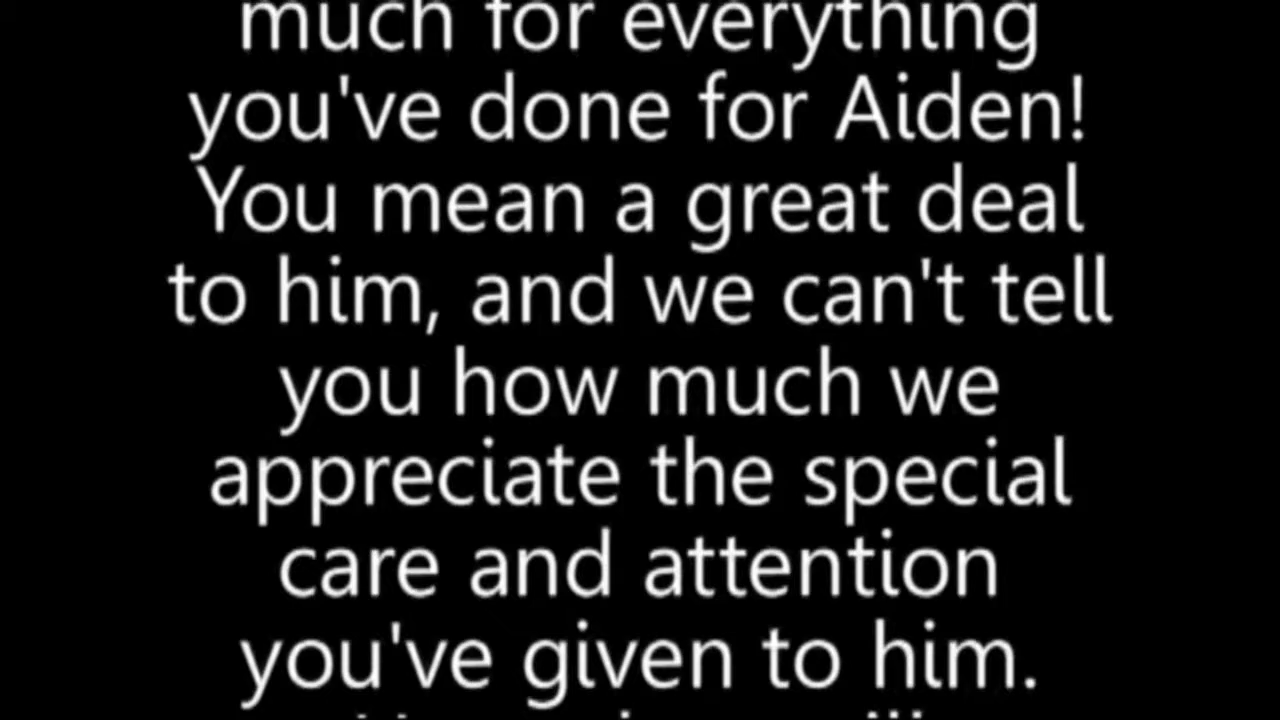 much for everything
you've done for Aiden!
You mean a great deal
to him, and we can't tell
you how much we
appreciate the special
care and attention
you've given to him.